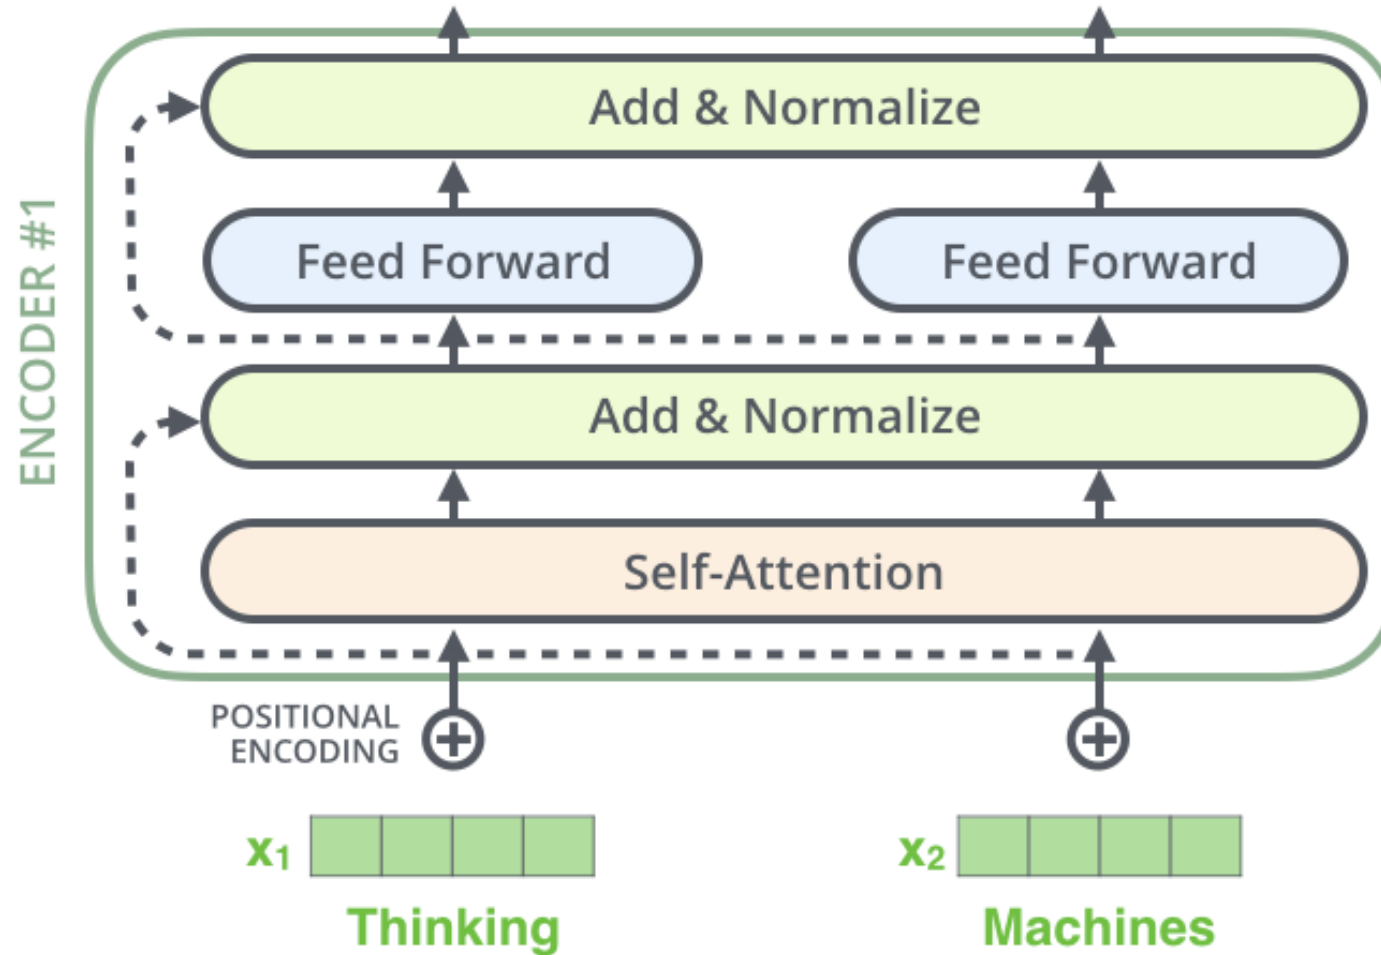 Add & Normalize
Feed Forward Feed Forward
Add & Normalize
Self-Attention
ENCODER #1
POSITIONAL
ENCODING
x₁ x₂
Thinking Machines